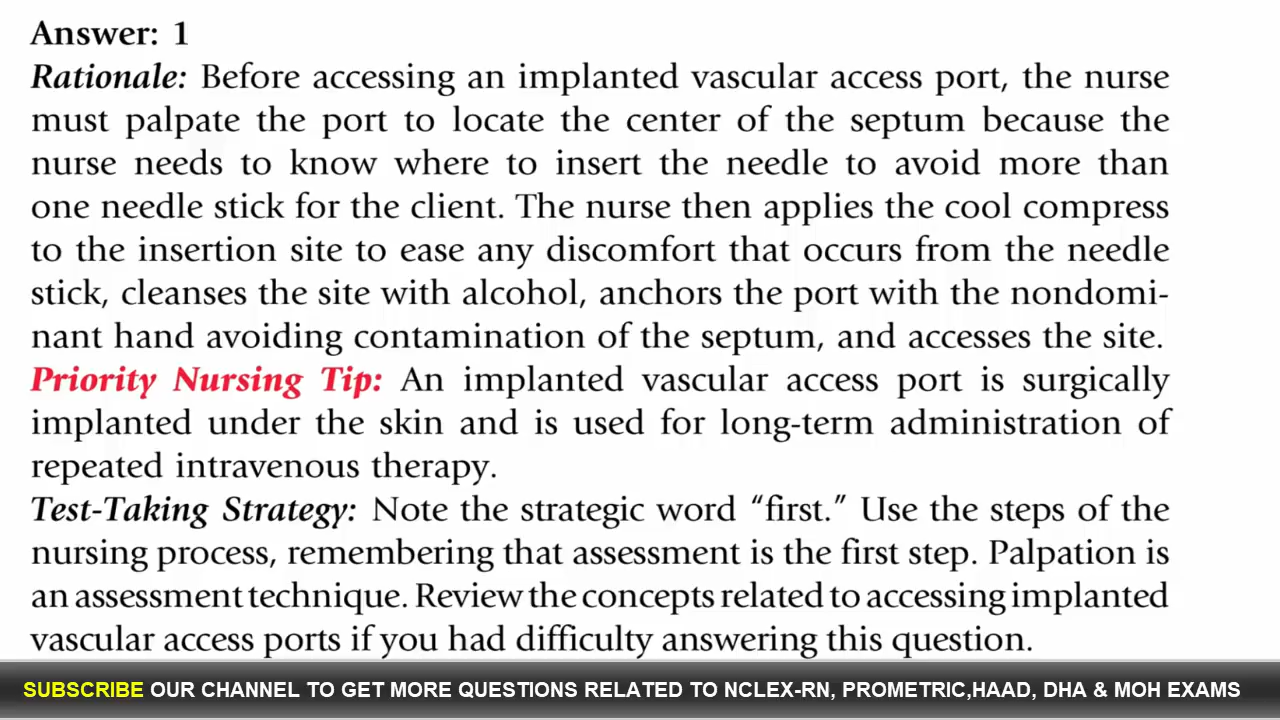 Answer: 1
Rationale: Before accessing an implanted vascular access port, the nurse
must palpate the port to locate the center of the septum because the
nurse needs to know where to insert the needle to avoid more than
one needle stick for the client. The nurse then applies the cool compress
to the insertion site to ease any discomfort that occurs from the needle
stick, cleanses the site with alcohol, anchors the port with the nondomi-
nant hand avoiding contamination of the septum, and accesses the site.
Priority Nursing Tip: An implanted vascular access port is surgically
implanted under the skin and is used for long-term administration of
repeated intravenous therapy.
Test-Taking Strategy: Note the strategic word “first.” Use the steps of the
nursing process, remembering that assessment is the first step. Palpation is
an assessment technique. Review the concepts related to accessing implanted
vascular access ports if you had difficulty answering this question.
SUBSCRIBE OUR CHANNEL TO GET MORE QUESTIONS RELATED TO NCLEX-RN, PROMETRIC,HAAD, DHA & MOH EXAMS